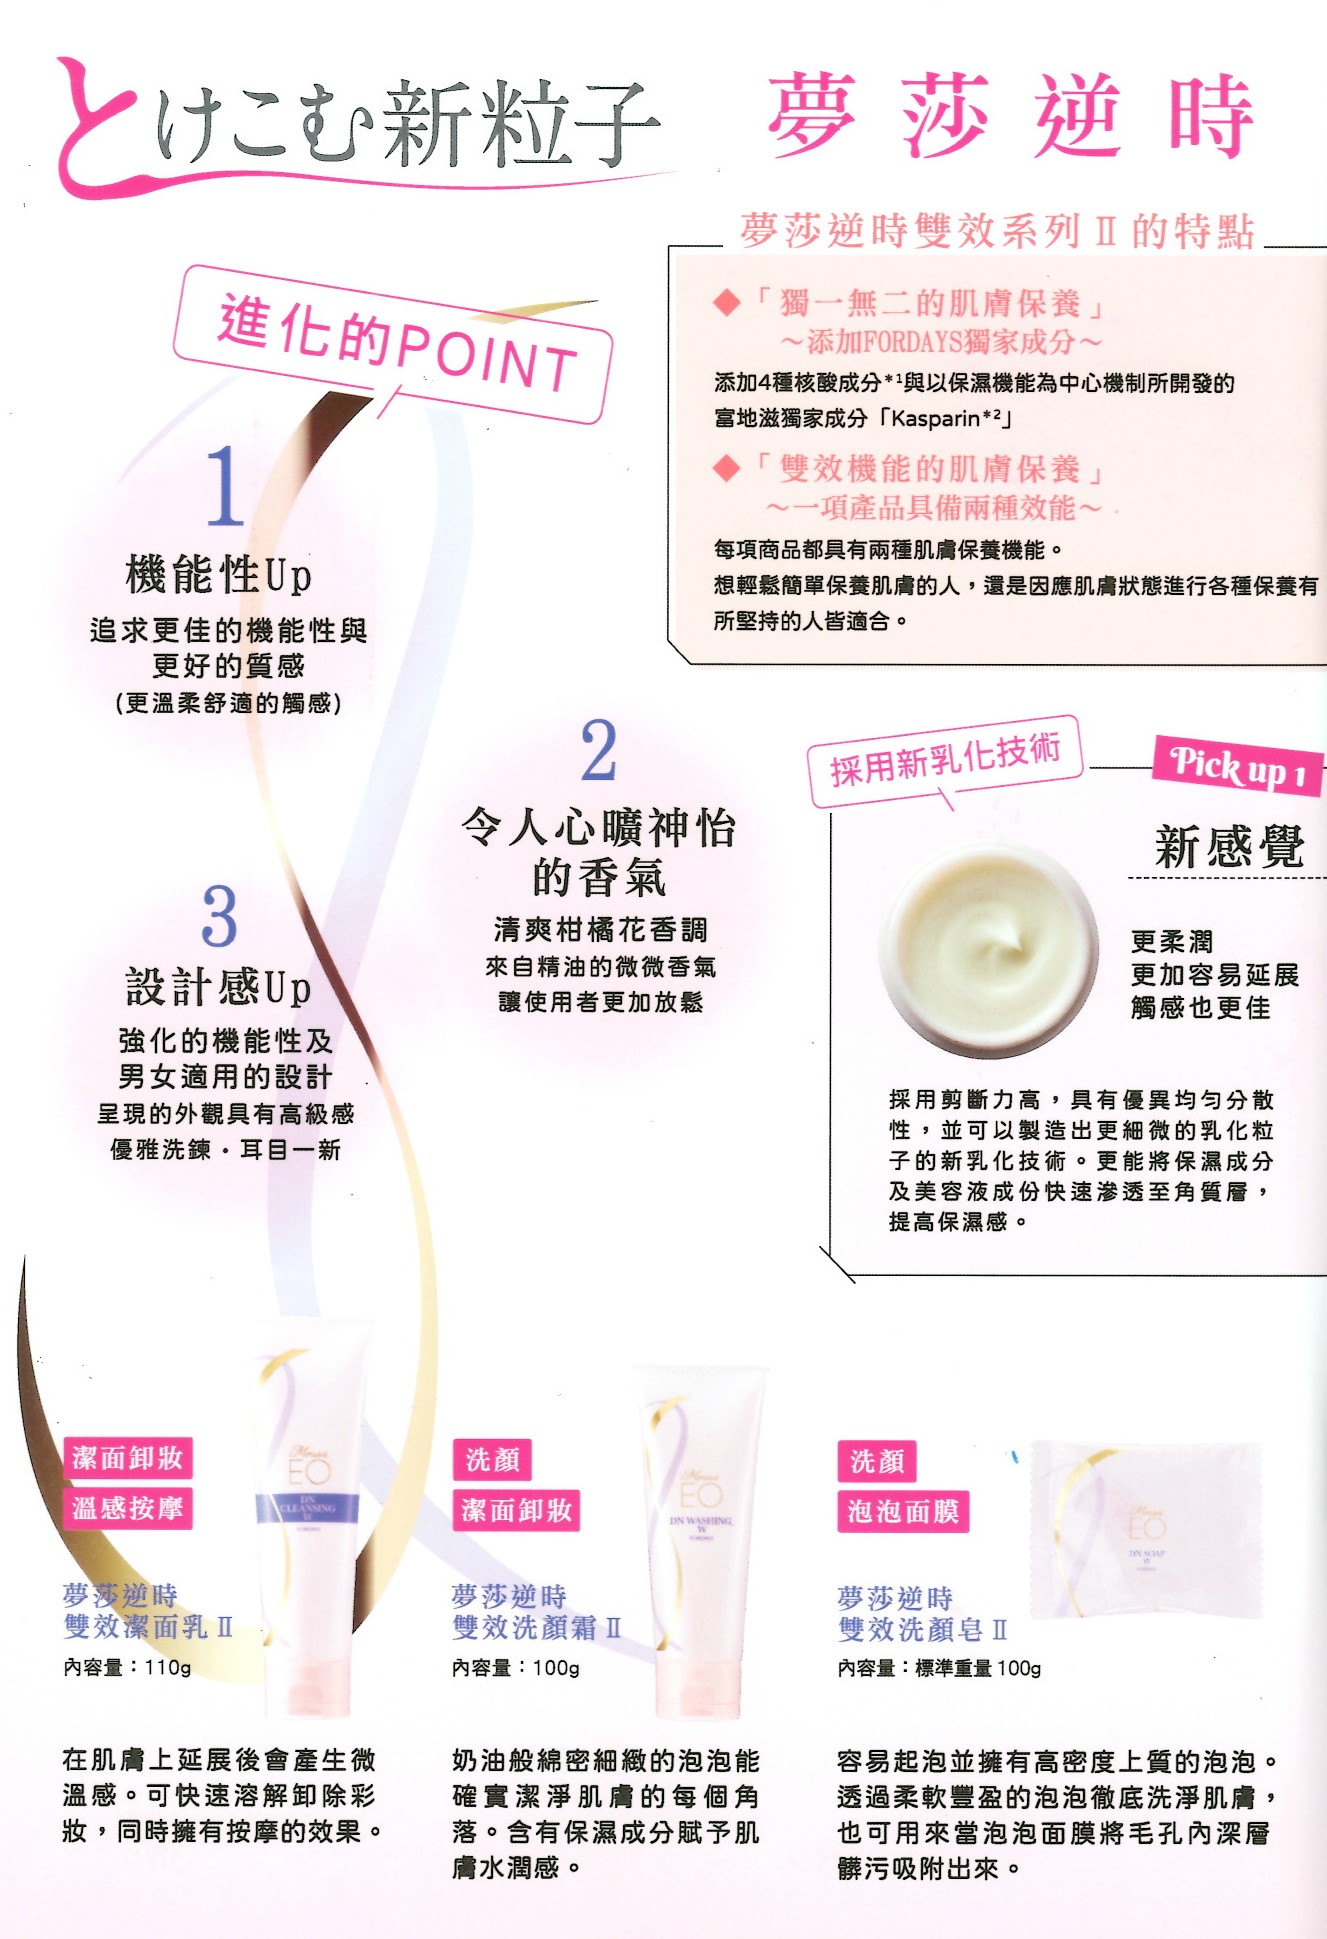 とけこむ新粒子
夢莎逆時
夢莎逆時雙效系列Ⅱ的特點
◆「獨一無二的肌膚保養」
～添加FORDAYS獨家成分～
添加4種核酸成分*1與以保濕機能為中心機制所開發的
富地滋獨家成分「Kasparin*2」
◆「雙效機能的肌膚保養」
～一項產品具備兩種效能～
每項商品都具有兩種肌膚保養機能。
想輕鬆簡單保養肌膚的人，還是因應肌膚狀態進行各種保養有
所堅持的人皆適合。
進化的POINT
1
機能性Up
追求更佳的機能性與
更好的質感
(更溫柔舒適的觸感)
2
令人心曠神怡
的香氣
清爽柑橘花香調
來自精油的微微香氣
讓使用者更加放鬆
3
設計感Up
強化的機能性及
男女適用的設計
呈現的外觀具有高級感
優雅洗鍊。耳目一新
採用新乳化技術
Pick up 1
新感覺
更柔潤
更加容易延展
觸感也更佳
採用剪斷力高，具有優異均勻分散
性，並可以製造出更細微的乳化粒
子的新乳化技術。更能將保濕成分
及美容液成份快速滲透至角質層，
提高保濕感。
潔面卸妝
溫感按摩
Mousa
EO
DN
CLEANSING
W
夢莎逆時
雙效潔面乳Ⅱ
內容量：110g
在肌膚上延展後會產生微
溫感。可快速溶解卸除彩
妝，同時擁有按摩的效果。
洗顏
潔面卸妝
Mousa
EO
DN WASHING
W
夢莎逆時
雙效洗顏霜Ⅱ
內容量：100g
奶油般綿密細緻的泡泡能
確實潔淨肌膚的每個角
落。含有保濕成分賦予肌
膚水潤感。
洗顏
泡泡面膜
Mousa
EO
DN SOAP
W
夢莎逆時
雙效洗顏皂Ⅱ
內容量：標準重量100g
容易起泡並擁有高密度上質的泡泡。
透過柔軟豐盈的泡泡徹底洗淨肌膚，
也可用來當泡泡面膜將毛孔內深層
髒污吸附出來。